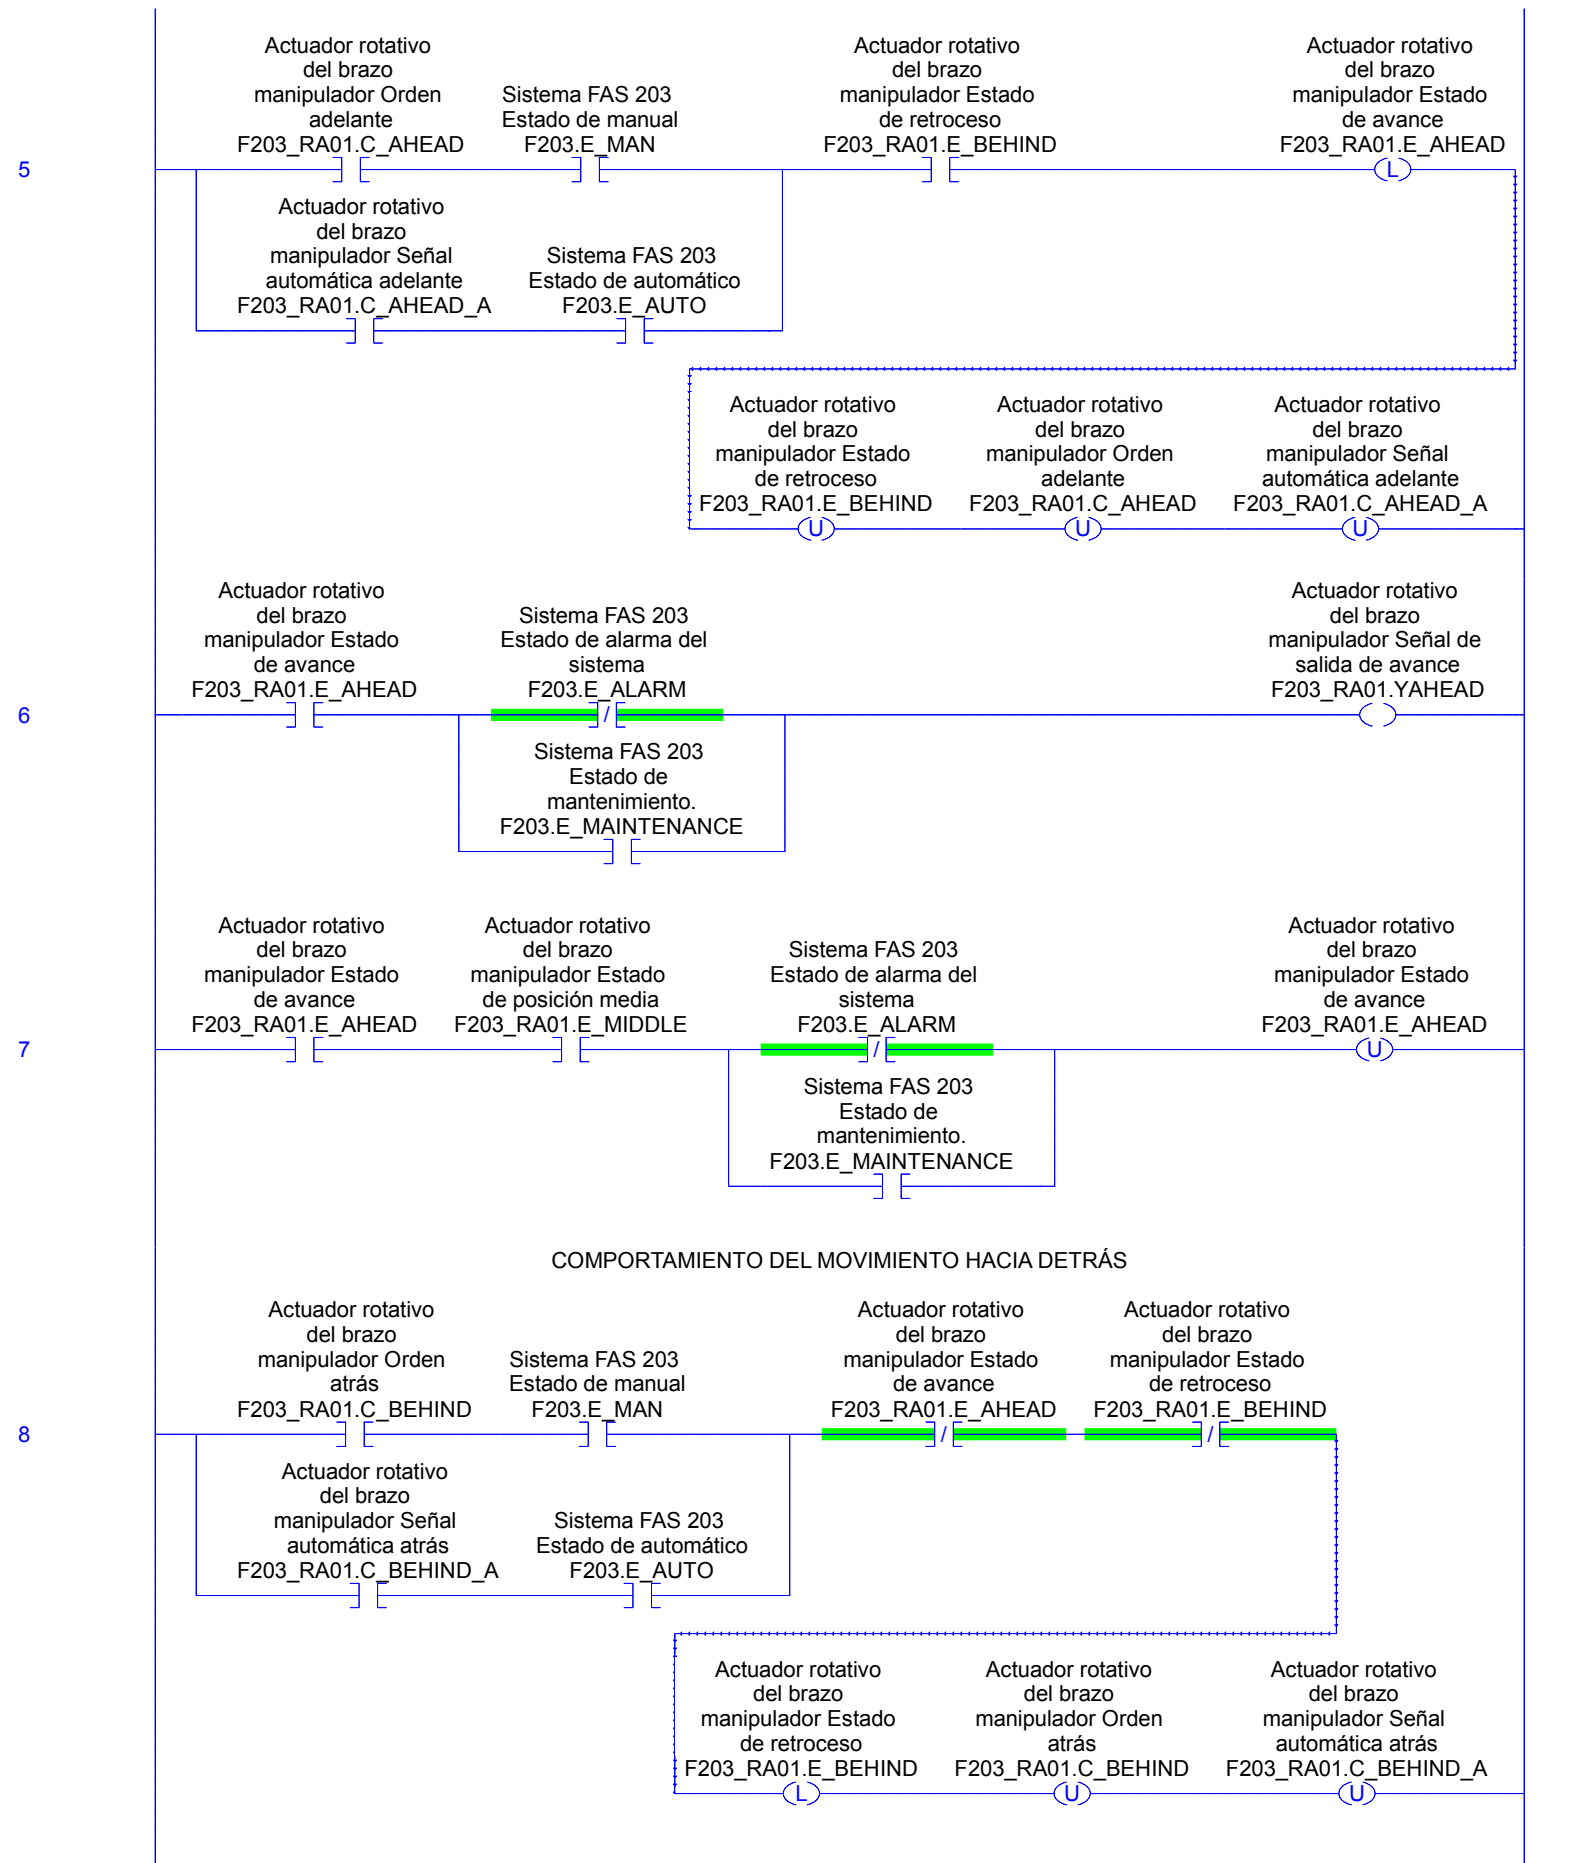 Actuador rotativo
del brazo
manipulador Orden
adelante
F203_RA01.C_AHEAD
Sistema FAS 203
Estado de manual
F203.E_MAN
Actuador rotativo
del brazo
manipulador Estado
de retroceso
F203_RA01.E_BEHIND
Actuador rotativo
del brazo
manipulador Estado
de avance
F203_RA01.E_AHEAD
5
L
Actuador rotativo
del brazo
manipulador Señal
automática adelante
F203_RA01.C_AHEAD_A
Sistema FAS 203
Estado de automático
F203.E_AUTO
Actuador rotativo
del brazo
manipulador Estado
de retroceso
F203_RA01.E_BEHIND
U
Actuador rotativo
del brazo
manipulador Orden
adelante
F203_RA01.C_AHEAD
U
Actuador rotativo
del brazo
manipulador Señal
automática adelante
F203_RA01.C_AHEAD_A
U
Actuador rotativo
del brazo
manipulador Estado
de avance
F203_RA01.E_AHEAD
Sistema FAS 203
Estado de alarma del
sistema
F203.E_ALARM
Actuador rotativo
del brazo
manipulador Señal de
salida de avance
F203_RA01.YAHEAD
6
/
Sistema FAS 203
Estado de
mantenimiento.
F203.E_MAINTENANCE
Actuador rotativo
del brazo
manipulador Estado
de avance
F203_RA01.E_AHEAD
Actuador rotativo
del brazo
manipulador Estado
de posición media
F203_RA01.E_MIDDLE
Sistema FAS 203
Estado de alarma del
sistema
F203.E_ALARM
Actuador rotativo
del brazo
manipulador Estado
de avance
F203_RA01.E_AHEAD
7
/
U
Sistema FAS 203
Estado de
mantenimiento.
F203.E_MAINTENANCE
COMPORTAMIENTO DEL MOVIMIENTO HACIA DETRÁS
Actuador rotativo
del brazo
manipulador Orden
atrás
F203_RA01.C_BEHIND
Sistema FAS 203
Estado de manual
F203.E_MAN
Actuador rotativo
del brazo
manipulador Estado
de avance
F203_RA01.E_AHEAD
Actuador rotativo
del brazo
manipulador Estado
de retroceso
F203_RA01.E_BEHIND
8
/
/
Actuador rotativo
del brazo
manipulador Señal
automática atrás
F203_RA01.C_BEHIND_A
Sistema FAS 203
Estado de automático
F203.E_AUTO
Actuador rotativo
del brazo
manipulador Estado
de retroceso
F203_RA01.E_BEHIND
L
Actuador rotativo
del brazo
manipulador Orden
atrás
F203_RA01.C_BEHIND
U
Actuador rotativo
del brazo
manipulador Señal
automática atrás
F203_RA01.C_BEHIND_A
U